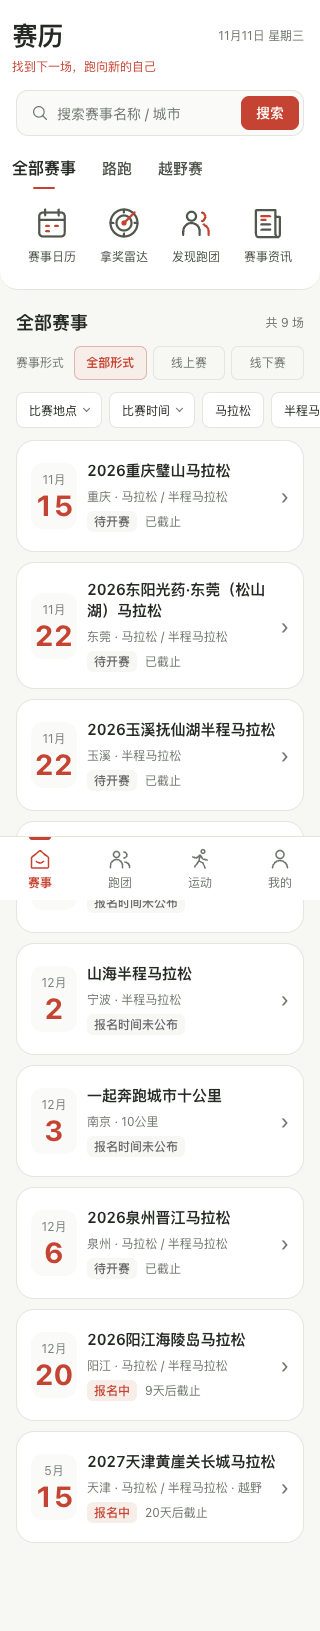 赛历
11月11日 星期三
找到下一场，跑向新的自己
搜索赛事名称 / 城市
搜索
全部赛事 路跑 越野赛
赛事日历 拿奖雷达 发现跑团 赛事资讯
全部赛事
共 9 场
赛事形式 全部形式 线上赛 线下赛
比赛地点 比赛时间 马拉松 半程马
11月
15
2026重庆璧山马拉松
重庆 · 马拉松 / 半程马拉松
待开赛 已截止
11月
22
2026东阳光药·东莞（松山
湖）马拉松
东莞 · 马拉松 / 半程马拉松
待开赛 已截止
11月
22
2026玉溪抚仙湖半程马拉松
玉溪 · 半程马拉松
待开赛 已截止
赛事 跑团 运动 我的
报名时间未公布
12月
2
山海半程马拉松
宁波 · 半程马拉松
报名时间未公布
12月
3
一起奔跑城市十公里
南京 · 10公里
报名时间未公布
12月
6
2026泉州晋江马拉松
泉州 · 马拉松 / 半程马拉松
待开赛 已截止
12月
20
2026阳江海陵岛马拉松
阳江 · 马拉松 / 半程马拉松
报名中 9天后截止
5月
15
2027天津黄崖关长城马拉松
天津 · 马拉松 / 半程马拉松 · 越野
报名中 20天后截止